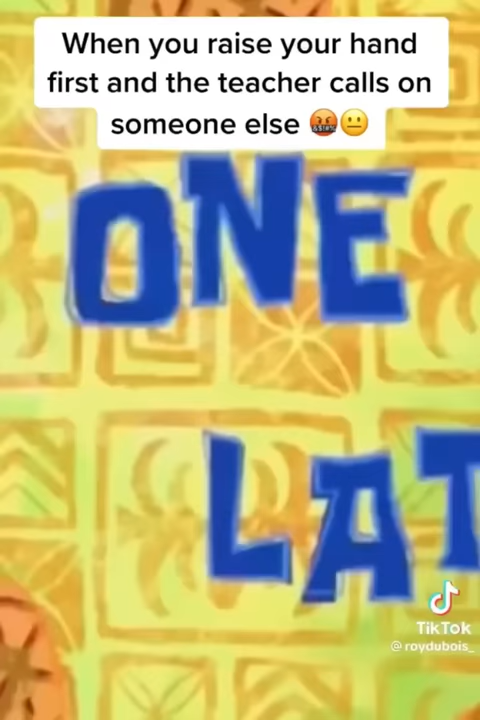 When you raise your hand
first and the teacher calls on
someone else 🤬😐
ONE
LAT
TikTok
@roydubois_